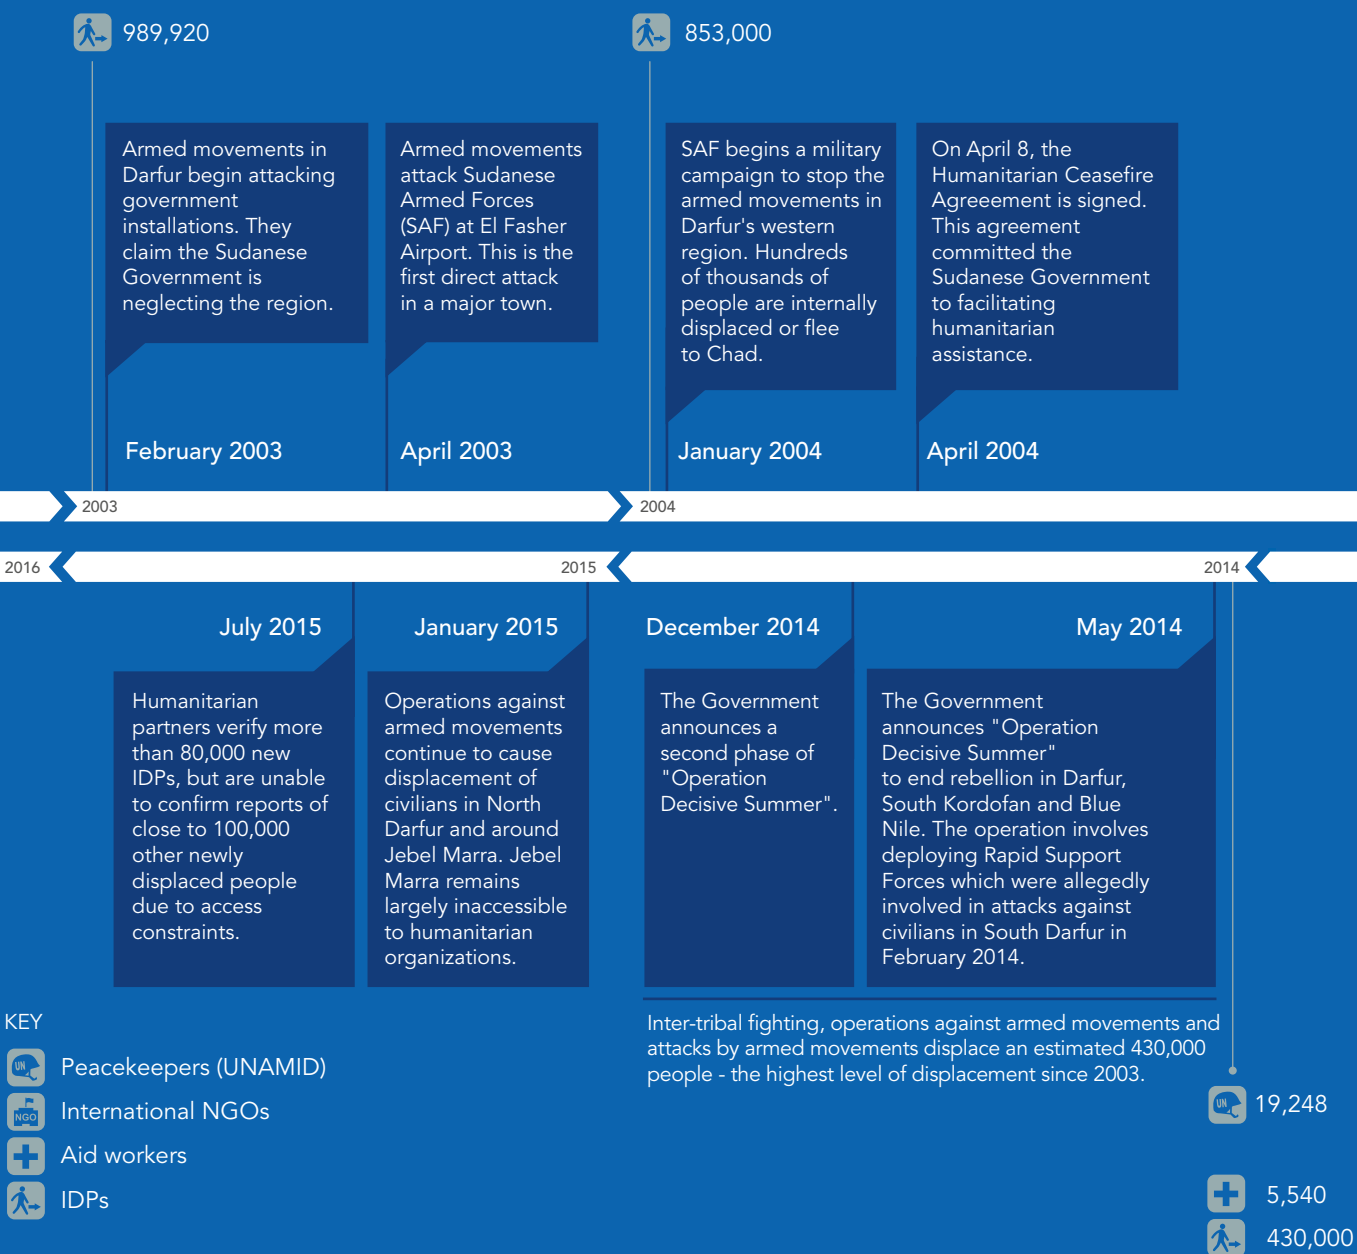 989,920
853,000
Armed movements in
Darfur begin attacking
government
installations. They
claim the Sudanese
Government is
neglecting the region.
February 2003
Armed movements
attack Sudanese
Armed Forces
(SAF) at El Fasher
Airport. This is the
first direct attack
in a major town.
April 2003
SAF begins a military
campaign to stop the
armed movements in
Darfur's western
region. Hundreds
of thousands of
people are internally
displaced or flee
to Chad.
January 2004
On April 8, the
Humanitarian Ceasefire
Agreeement is signed.
This agreement
committed the
Sudanese Government
to facilitating
humanitarian
assistance.
April 2004
2003
2004
2016
2015
2014
July 2015
Humanitarian
partners verify more
than 80,000 new
IDPs, but are unable
to confirm reports of
close to 100,000
other newly
displaced people
due to access
constraints.
January 2015
Operations against
armed movements
continue to cause
displacement of
civilians in North
Darfur and around
Jebel Marra. Jebel
Marra remains
largely inaccessible
to humanitarian
organizations.
December 2014
The Government
announces a
second phase of
"Operation
Decisive Summer".
May 2014
The Government
announces "Operation
Decisive Summer"
to end rebellion in Darfur,
South Kordofan and Blue
Nile. The operation involves
deploying Rapid Support
Forces which were allegedly
involved in attacks against
civilians in South Darfur in
February 2014.
Inter-tribal fighting, operations against armed movements and
attacks by armed movements displace an estimated 430,000
people - the highest level of displacement since 2003.
KEY
UN Peacekeepers (UNAMID)
NGO International NGOs
Aid workers
IDPs
UN 19,248
5,540
430,000